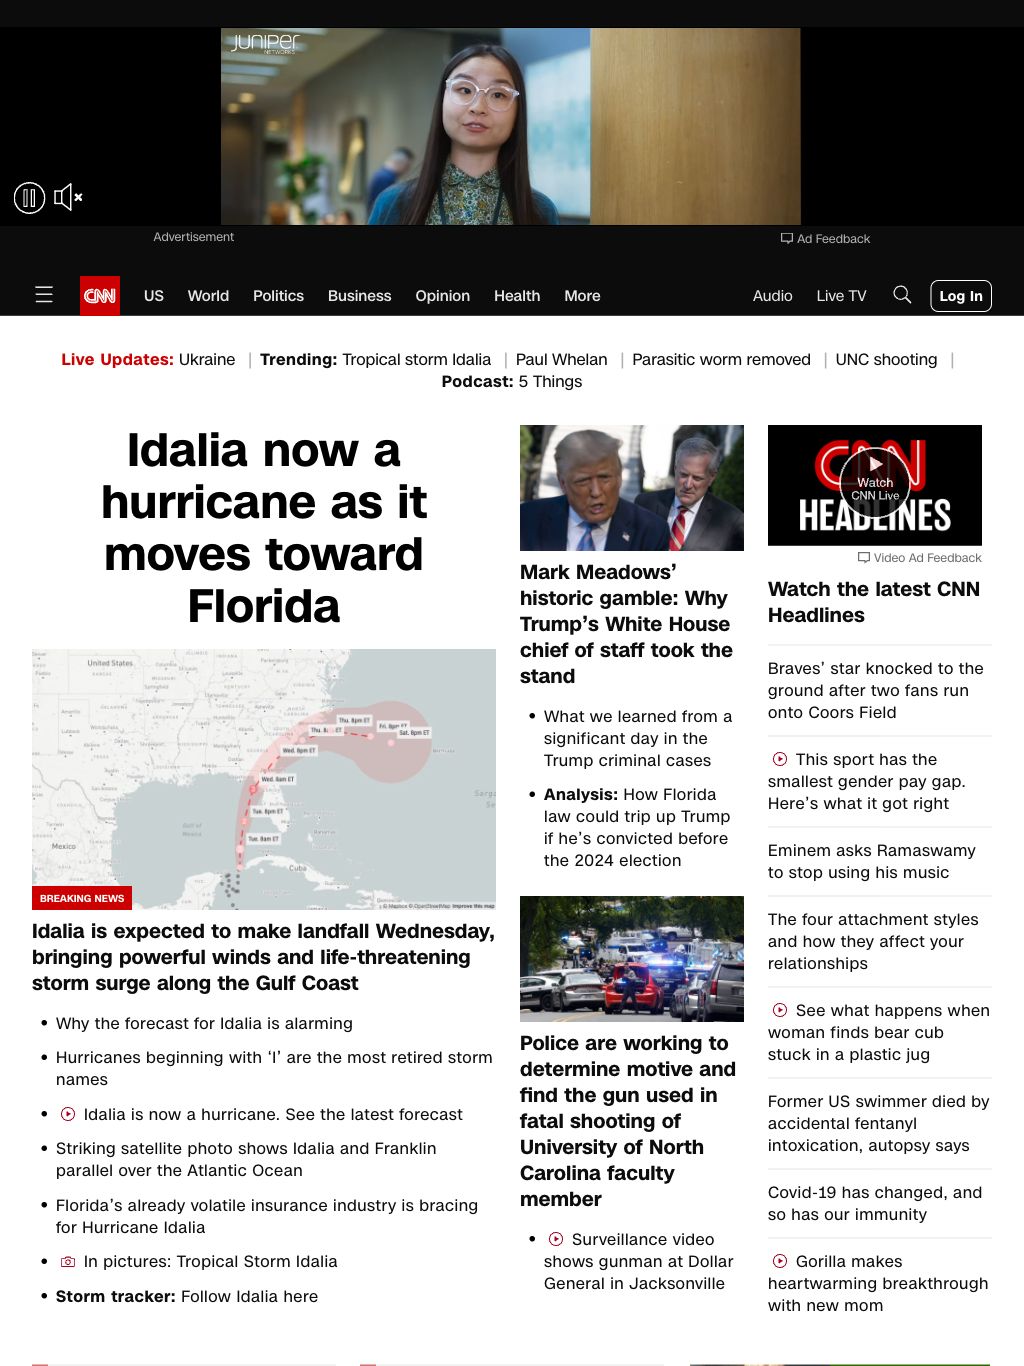 JUNIPEr
NETWORKS
Advertisement
Ad Feedback
CNN
US
World
Politics
Business
Opinion
Health
More
Audio
Live TV
Log In
Live Updates: Ukraine | Trending: Tropical storm Idalia | Paul Whelan | Parasitic worm removed | UNC shooting |
Podcast: 5 Things
Idalia now a
hurricane as it
moves toward
Florida
United States
Thu. 8pm ET
Sat. 8pm ET
Wed. 8pm ET
Wed. 8am ET
Tue. 8pm ET
Tue. 8am ET
Gulf of
Mexico
Mexico
Cuba
© Mapbox © OpenStreetMap Improve this map
BREAKING NEWS
Idalia is expected to make landfall Wednesday,
bringing powerful winds and life-threatening
storm surge along the Gulf Coast
• Why the forecast for Idalia is alarming
• Hurricanes beginning with ‘I’ are the most retired storm
names
• Idalia is now a hurricane. See the latest forecast
• Striking satellite photo shows Idalia and Franklin
parallel over the Atlantic Ocean
• Florida’s already volatile insurance industry is bracing
for Hurricane Idalia
• In pictures: Tropical Storm Idalia
• Storm tracker: Follow Idalia here
Mark Meadows’
historic gamble: Why
Trump’s White House
chief of staff took the
stand
• What we learned from a
significant day in the
Trump criminal cases
• Analysis: How Florida
law could trip up Trump
if he’s convicted before
the 2024 election
Police are working to
determine motive and
find the gun used in
fatal shooting of
University of North
Carolina faculty
member
• Surveillance video
shows gunman at Dollar
General in Jacksonville
CNN
Watch
CNN Live
HEADLINES
Video Ad Feedback
Watch the latest CNN
Headlines
Braves’ star knocked to the
ground after two fans run
onto Coors Field
This sport has the
smallest gender pay gap.
Here’s what it got right
Eminem asks Ramaswamy
to stop using his music
The four attachment styles
and how they affect your
relationships
See what happens when
woman finds bear cub
stuck in a plastic jug
Former US swimmer died by
accidental fentanyl
intoxication, autopsy says
Covid-19 has changed, and
so has our immunity
Gorilla makes
heartwarming breakthrough
with new mom